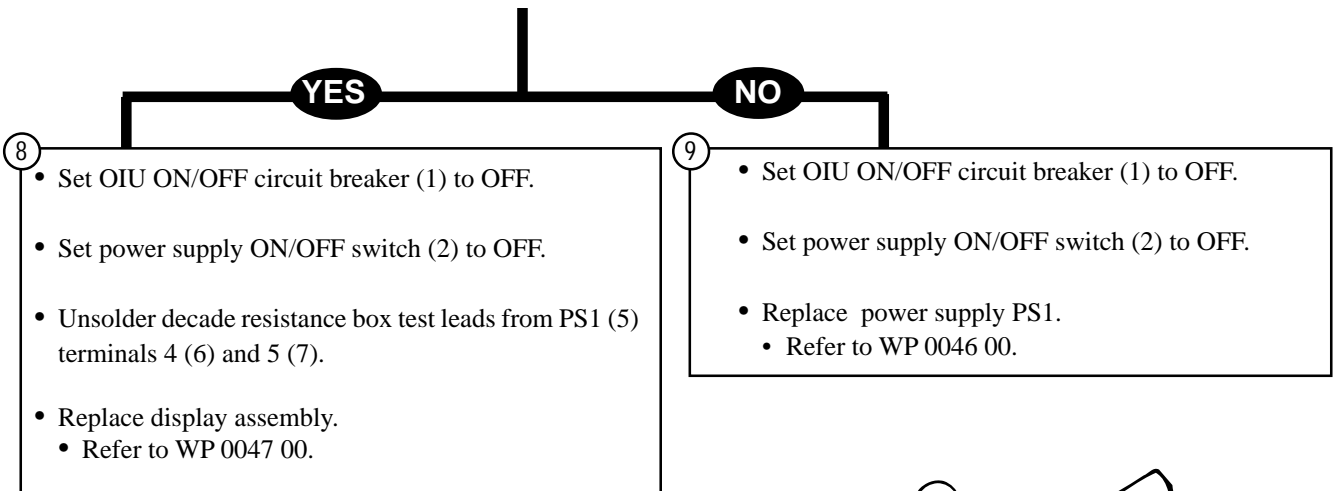 YES
NO
8
• Set OIU ON/OFF circuit breaker (1) to OFF.
• Set power supply ON/OFF switch (2) to OFF.
• Unsolder decade resistance box test leads from PS1 (5)
terminals 4 (6) and 5 (7).
• Replace display assembly.
• Refer to WP 0047 00.
9
• Set OIU ON/OFF circuit breaker (1) to OFF.
• Set power supply ON/OFF switch (2) to OFF.
• Replace power supply PS1.
• Refer to WP 0046 00.